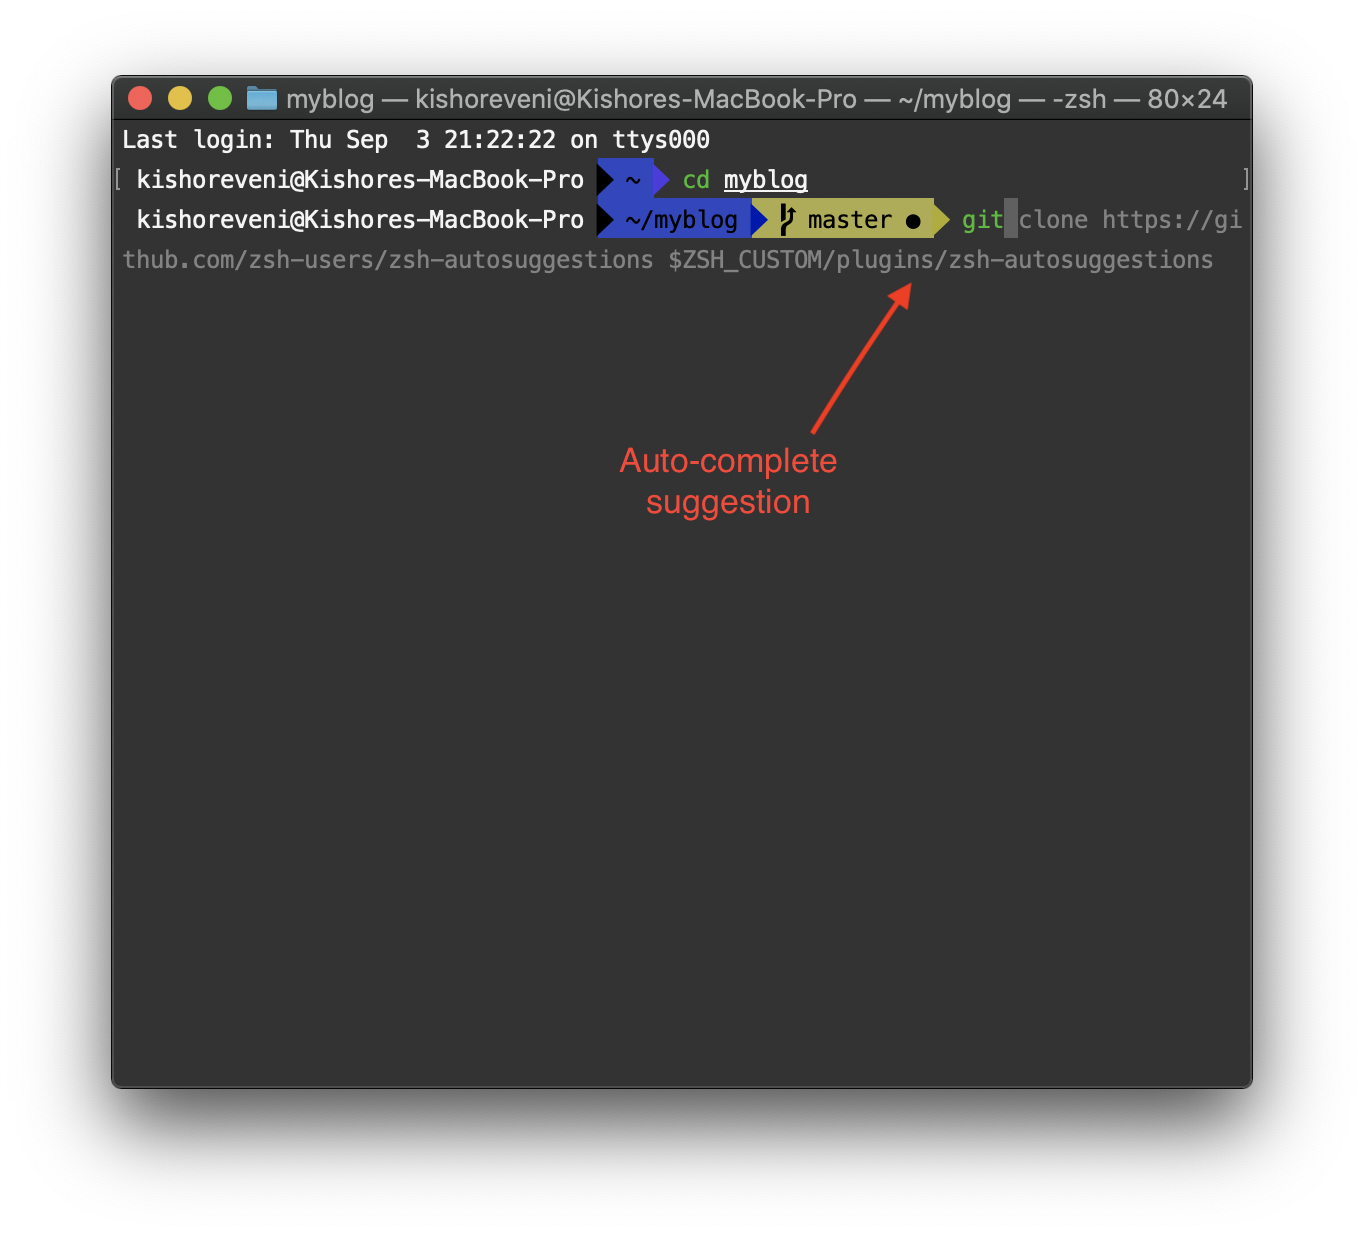 myblog — kishoreveni@Kishores-MacBook-Pro — ~/myblog — -zsh — 80×24
Last login: Thu Sep  3 21:22:22 on ttys000
[ kishoreveni@Kishores-MacBook-Pro ~ cd myblog ]
kishoreveni@Kishores-MacBook-Pro ~/myblog master ● git clone https://gi
thub.com/zsh-users/zsh-autosuggestions $ZSH_CUSTOM/plugins/zsh-autosuggestions
Auto-complete
suggestion